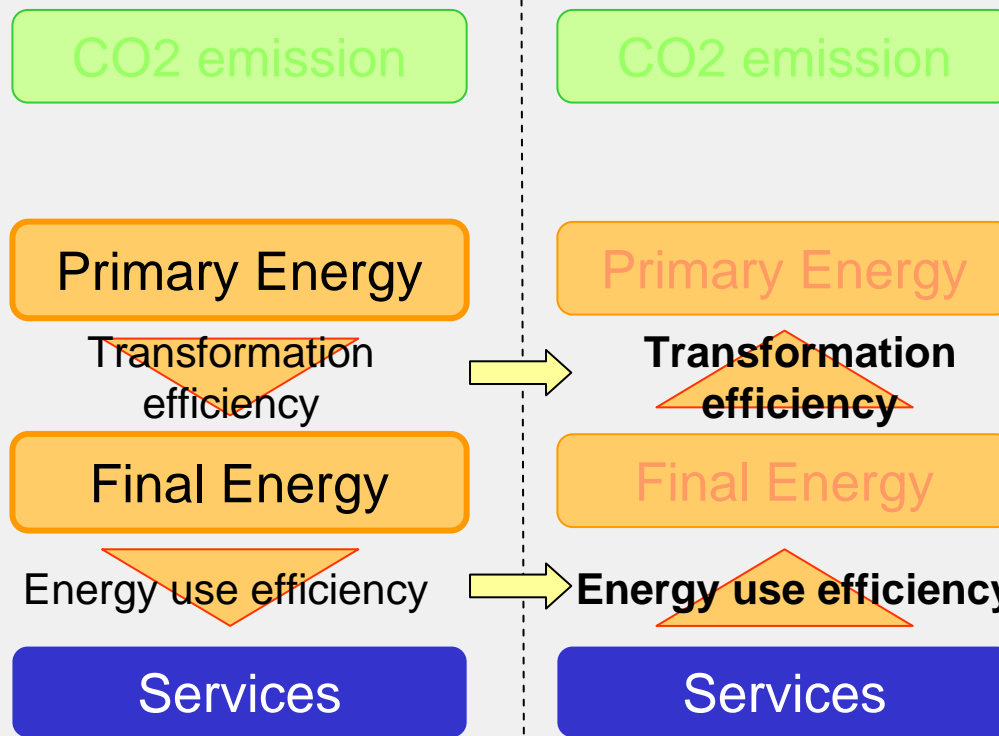 CO2 emission
Primary Energy
Transformation
efficiency
Final Energy
Energy use efficiency
Services
CO2 emission
Primary Energy
Transformation
efficiency
Final Energy
Energy use efficiency
Services